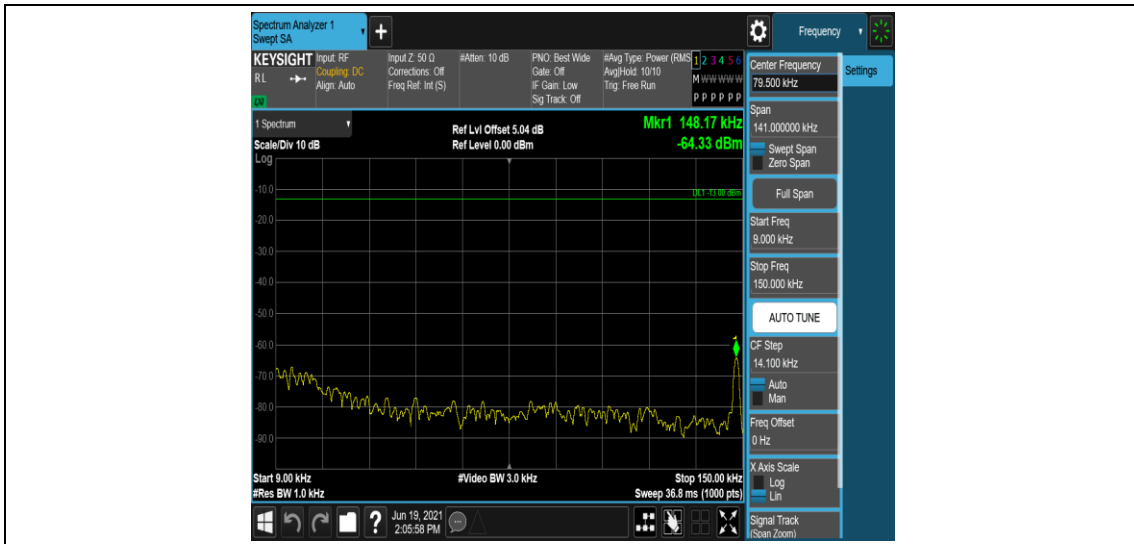 Spectrum Analyzer 1
Swept SA
+
Frequency
KEYSIGHT Input: RF Input Z: 50 Ω #Atten: 10 dB PNO: Best Wide #Avg Type: Power (RMS 1 2 3 4 5 6
RL Coupling: DC Corrections: Off Gate: Off Avg|Hold: 10/10 M W W W W W
Align: Auto Freq Ref: Int (S) IF Gain: Low Trig: Free Run
Sig Track: Off P P P P P P
LXI
1 Spectrum
Scale/Div 10 dB
Log
Ref Lvl Offset 5.04 dB
Ref Level 0.00 dBm
Mkr1 148.17 kHz
-64.33 dBm
DL1 -13.00 dBm
1
-10.0
-20.0
-30.0
-40.0
-50.0
-60.0
-70.0
-80.0
-90.0
Start 9.00 kHz #Video BW 3.0 kHz Stop 150.00 kHz
#Res BW 1.0 kHz Sweep 36.8 ms (1000 pts)
Center Frequency
79.500 kHz
Settings
Span
141.000000 kHz
Swept Span
Zero Span
Full Span
Start Freq
9.000 kHz
Stop Freq
150.000 kHz
AUTO TUNE
CF Step
14.100 kHz
Auto
Man
Freq Offset
0 Hz
X Axis Scale
Log
Lin
Signal Track
(Span Zoom)
?
Jun 19, 2021
2:05:58 PM